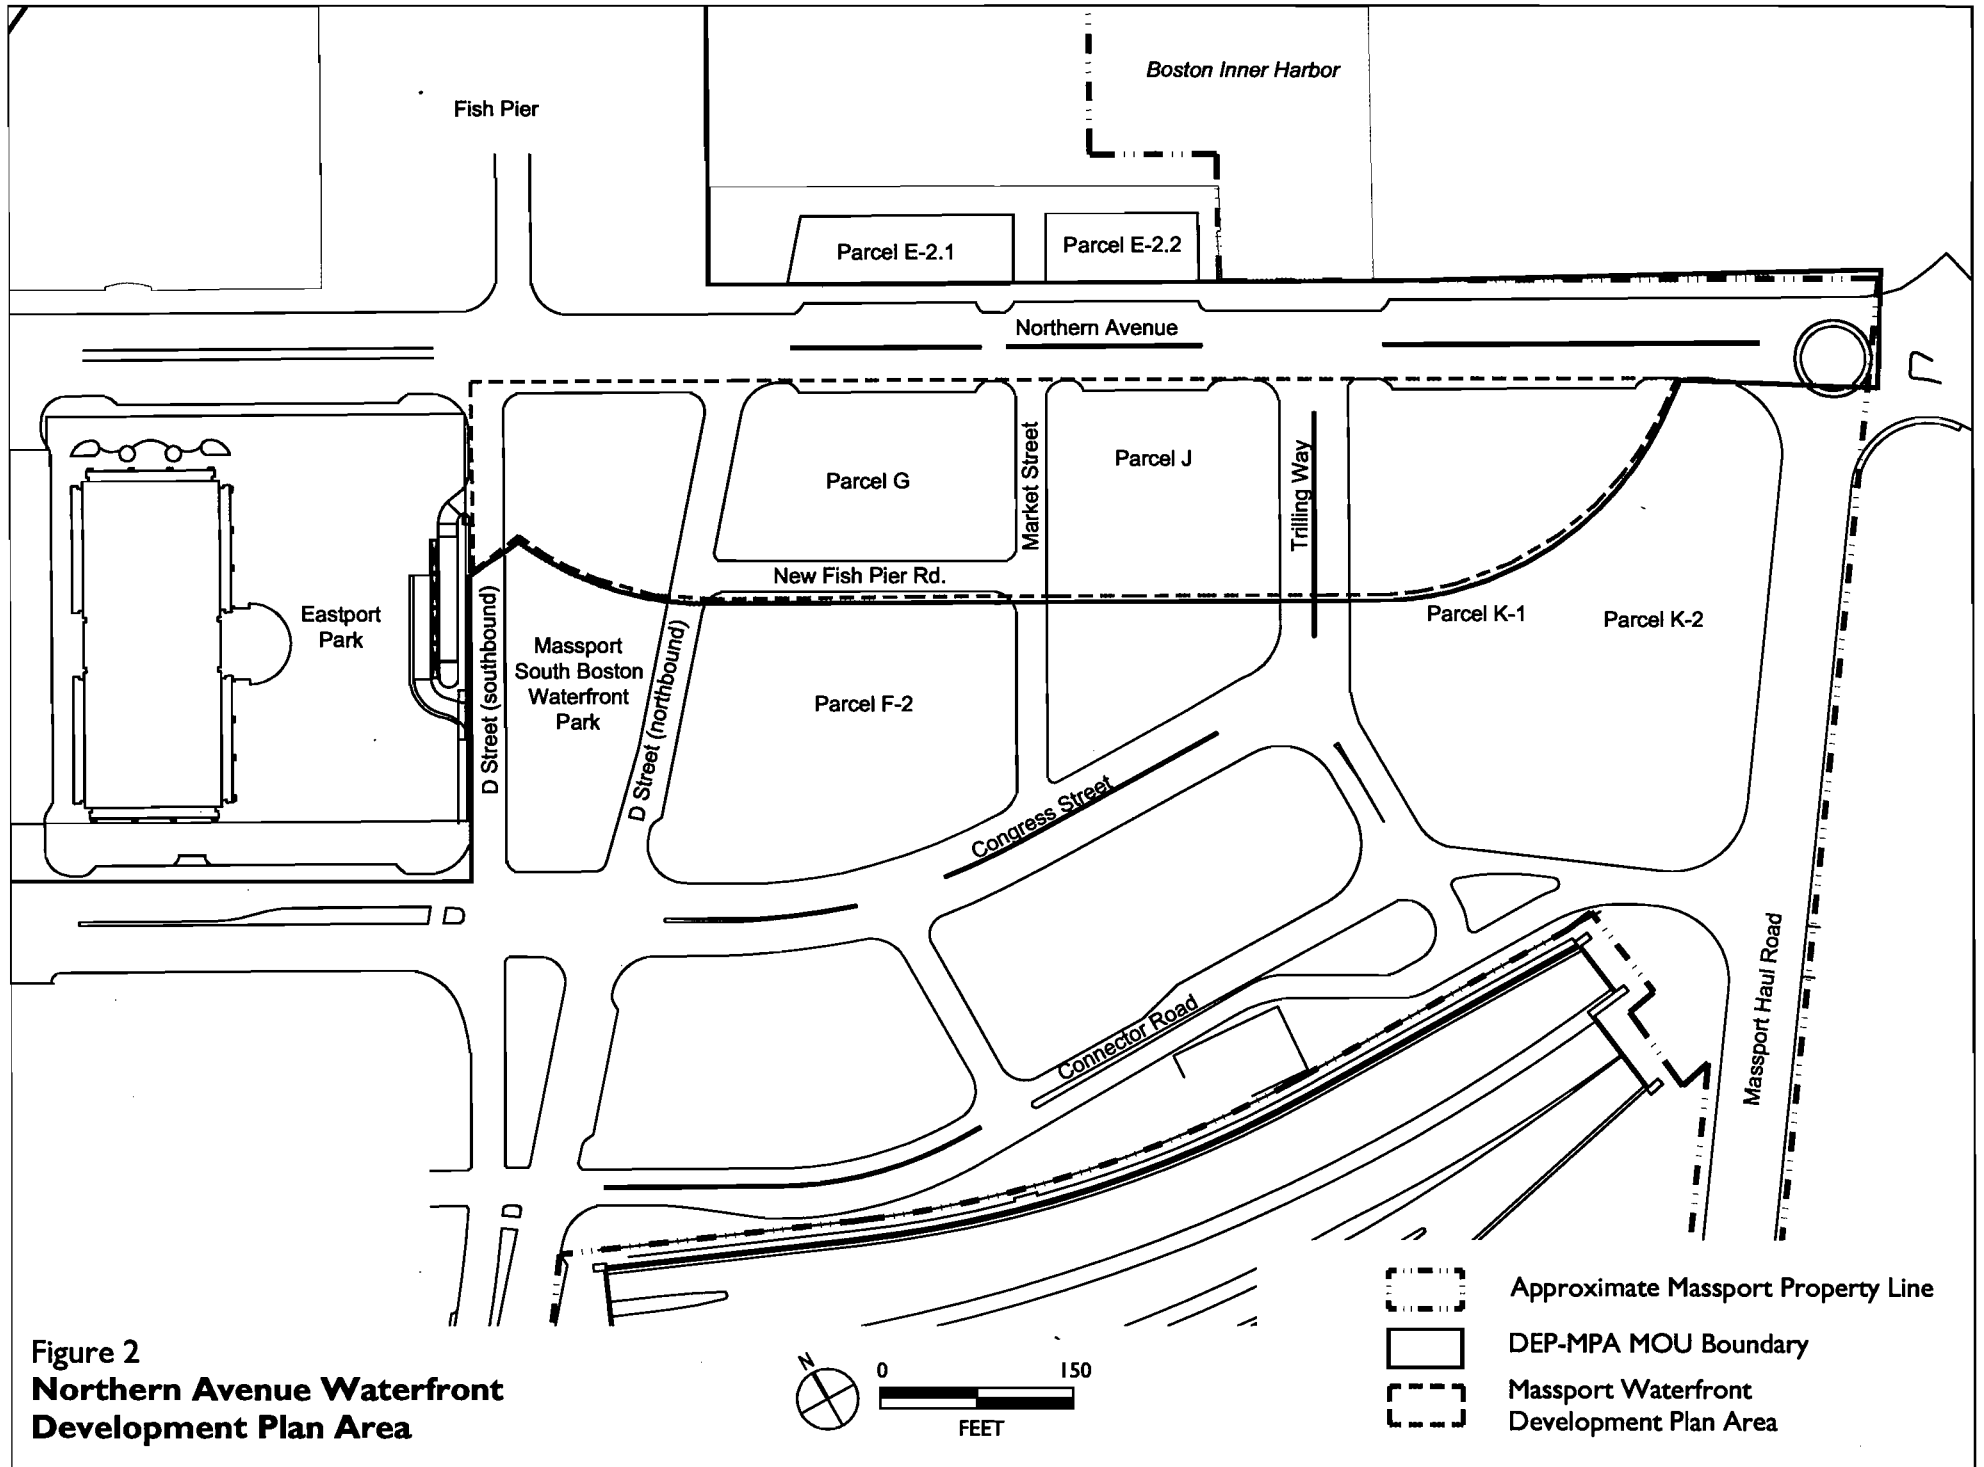 Boston Inner Harbor
Fish Pier
Parcel E-2.1
Parcel E-2.2
Northern Avenue
Parcel G
Market Street
Parcel J
Trilling Way
New Fish Pier Rd.
Eastport
Park
D Street (southbound)
Massport
South Boston
Waterfront
Park
D Street (northbound)
Parcel F-2
Parcel K-1
Parcel K-2
Congress Street
Connector Road
Massport Haul Road
Approximate Massport Property Line
DEP-MPA MOU Boundary
Massport Waterfront
Development Plan Area
Figure 2
Northern Avenue Waterfront
Development Plan Area
N
0 150
FEET